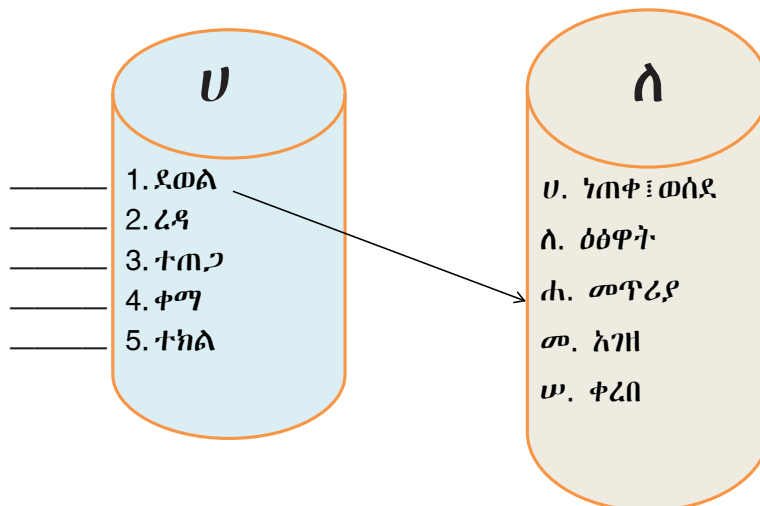 ሀ
1. ደወል
2. ረዳ
3. ተጠጋ
4. ቀማ
5. ተክል
ለ
ሀ. ነጠቀ፤ወሰደ
ለ. ዕፅዋት
ሐ. መጥሪያ
መ. አገዘ
ሠ. ቀረበ